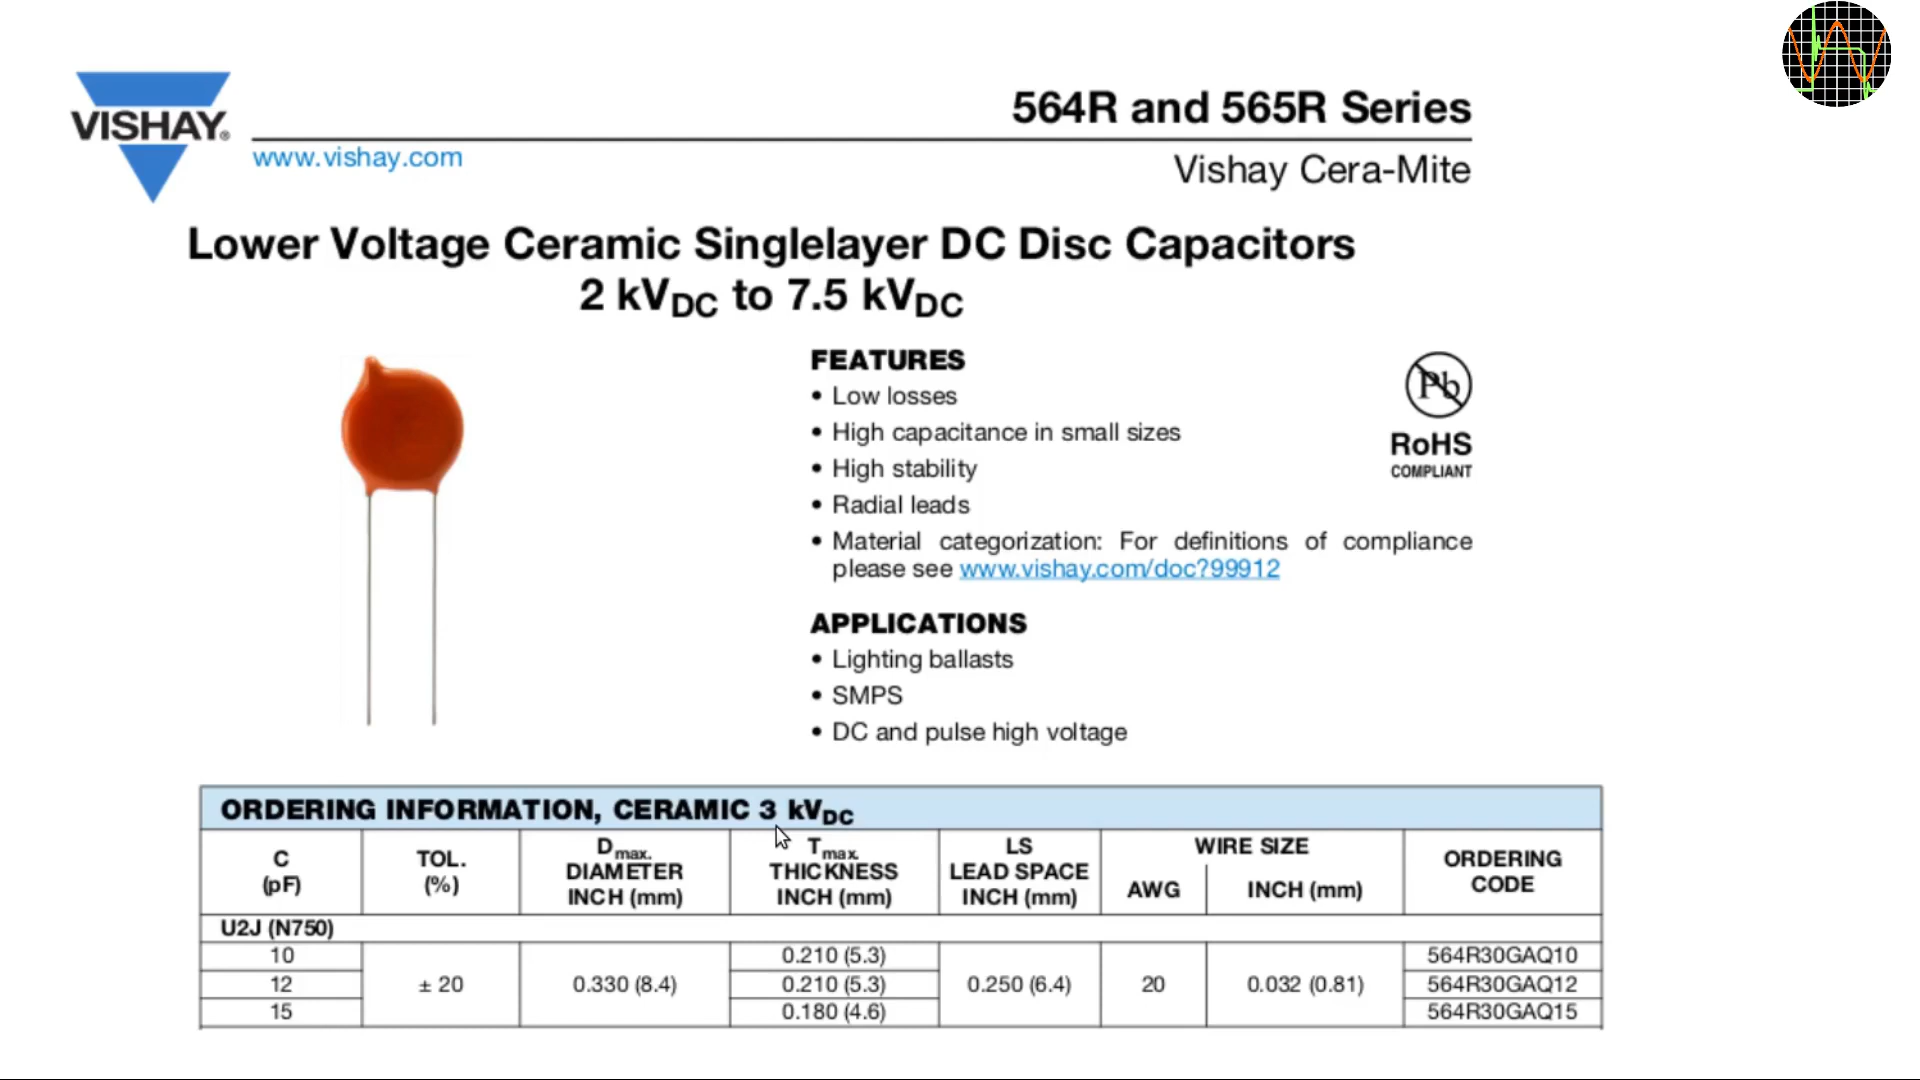 VISHAY®
www.vishay.com
564R and 565R Series
Vishay Cera-Mite
Lower Voltage Ceramic Singlelayer DC Disc Capacitors
2 kVDC to 7.5 kVDC
FEATURES
• Low losses
• High capacitance in small sizes
• High stability
• Radial leads
• Material categorization: For definitions of compliance
please see www.vishay.com/doc?99912
Pb
RoHS
COMPLIANT
APPLICATIONS
• Lighting ballasts
• SMPS
• DC and pulse high voltage
ORDERING INFORMATION, CERAMIC 3 kVDC
C (pF) TOL. (%) Dmax. DIAMETER INCH (mm) Tmax. THICKNESS INCH (mm) LS LEAD SPACE INCH (mm) WIRE SIZE AWG INCH (mm) ORDERING CODE
U2J (N750)
10 0.210 (5.3) 564R30GAQ10
12 ± 20 0.330 (8.4) 0.210 (5.3) 0.250 (6.4) 20 0.032 (0.81) 564R30GAQ12
15 0.180 (4.6) 564R30GAQ15